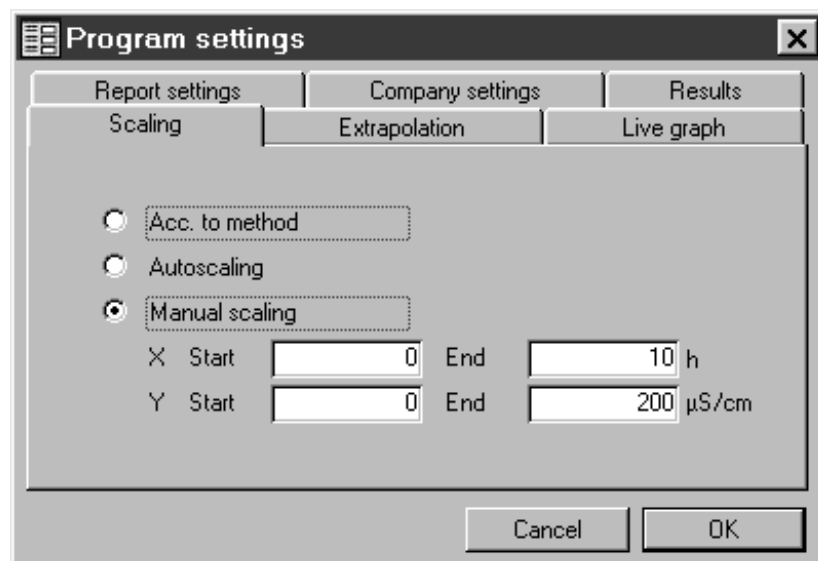 Program settings
Report settings Company settings Results
Scaling Extrapolation Live graph
Acc. to method
Autoscaling
Manual scaling
X Start 0 End 10 h
Y Start 0 End 200 µS/cm
Cancel OK